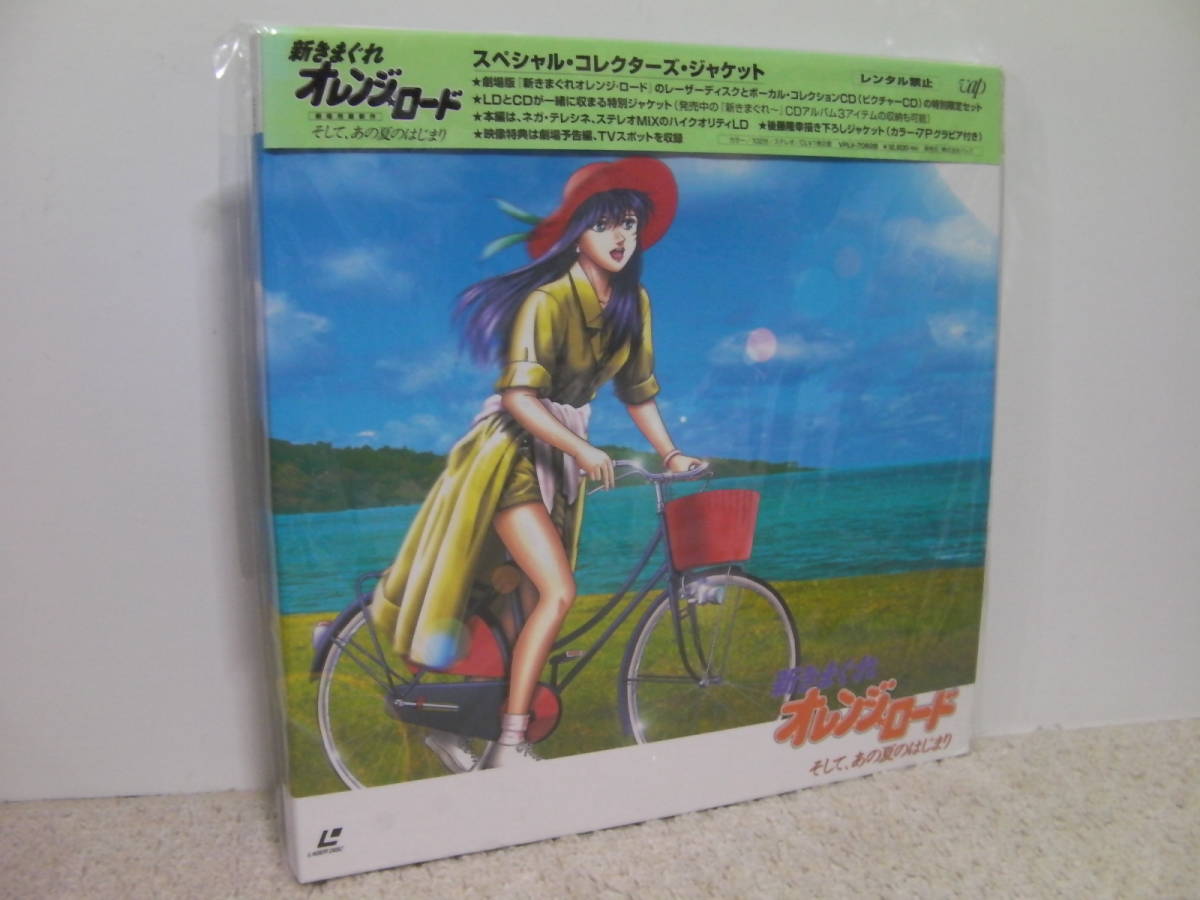 新きまぐれ
オレンジ★ロード
そして、あの夏のはじまり
スペシャル・コレクターズ・ジャケット
レンタル禁止
vap
★劇場版『新きまぐれオレンジ・ロード』のレーザーディスクとボーカル・コレクションCD(ピクチャーCD)の特別限定セット
★LDとCDが一緒に収まる特別ジャケット(発売中の『新きまぐれ〜』CDアルバム3アイテムの収納も可能)
★本編は、ネガ・テレシネ、ステレオMIXのハイクオリティLD ★後藤隆幸描き下ろしジャケット(カラー・7Pグラビア付き)
★映像特典は劇場予告編、TVスポットを収録
新きまぐれ
オレンジ★ロード
そして、あの夏のはじまり
LASER DISC